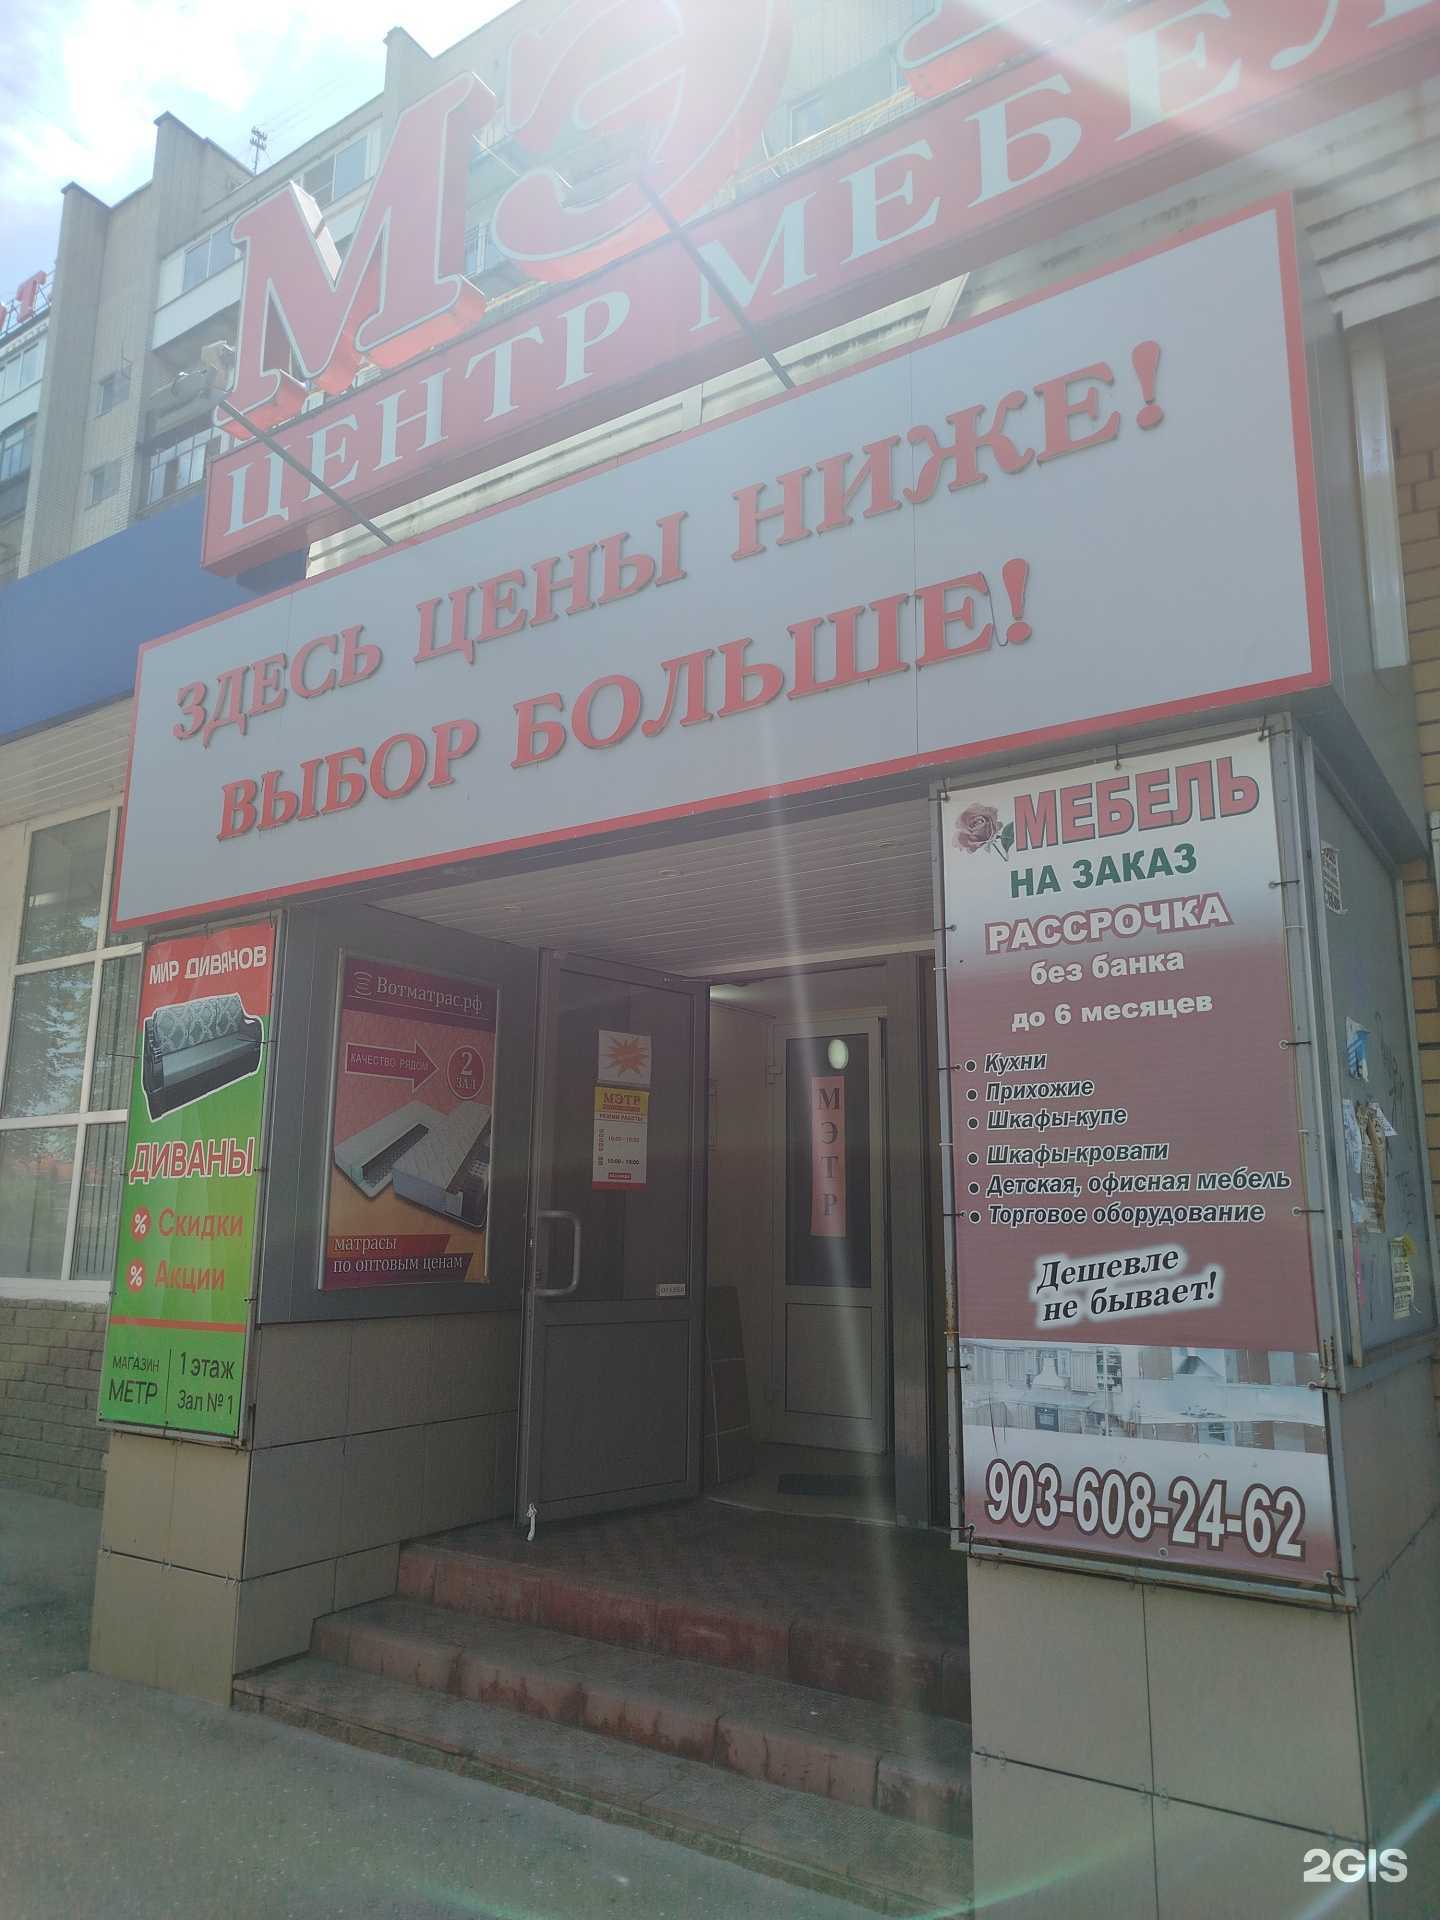 МЭ
ЦЕНТР МЕБЕЛ
ЗДЕСЬ ЦЕНЫ НИЖЕ!
ВЫБОР БОЛЬШЕ!
МИР ДИВАНОВ
ДИВАНЫ
% Скидки
% Акции
МАГАЗИН
МЕТР
1 этаж
Зал № 1
Вотматрас.рф
КАЧЕСТВО РЯДОМ
2
ЗАЛ
матрасы
по оптовым ценам
МЭТР
РЕЖИМ РАБОТЫ
МЭТР
МЕБЕЛЬ
НА ЗАКАЗ
РАССРОЧКА
без банка
до 6 месяцев
• Кухни
• Прихожие
• Шкафы-купе
• Шкафы-кровати
• Детская, офисная мебель
• Торговое оборудование
Дешевле
не бывает!
903-608-24-62
2GIS